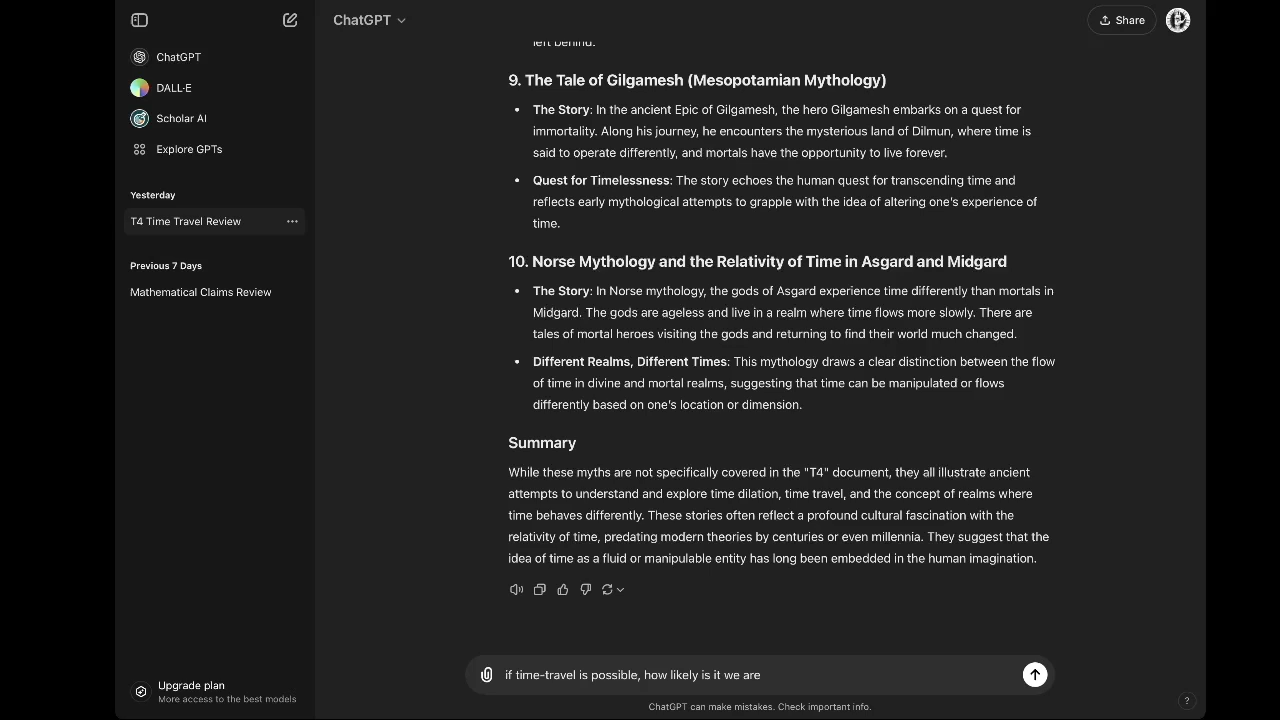 ChatGPT
Share
ChatGPT
DALL·E
Scholar AI
Explore GPTs
Yesterday
T4 Time Travel Review
Previous 7 Days
Mathematical Claims Review
Upgrade plan
More access to the best models
left behind.
9. The Tale of Gilgamesh (Mesopotamian Mythology)
• The Story: In the ancient Epic of Gilgamesh, the hero Gilgamesh embarks on a quest for
immortality. Along his journey, he encounters the mysterious land of Dilmun, where time is
said to operate differently, and mortals have the opportunity to live forever.
• Quest for Timelessness: The story echoes the human quest for transcending time and
reflects early mythological attempts to grapple with the idea of altering one's experience of
time.
10. Norse Mythology and the Relativity of Time in Asgard and Midgard
• The Story: In Norse mythology, the gods of Asgard experience time differently than mortals in
Midgard. The gods are ageless and live in a realm where time flows more slowly. There are
tales of mortal heroes visiting the gods and returning to find their world much changed.
• Different Realms, Different Times: This mythology draws a clear distinction between the flow
of time in divine and mortal realms, suggesting that time can be manipulated or flows
differently based on one's location or dimension.
Summary
While these myths are not specifically covered in the "T4" document, they all illustrate ancient
attempts to understand and explore time dilation, time travel, and the concept of realms where
time behaves differently. These stories often reflect a profound cultural fascination with the
relativity of time, predating modern theories by centuries or even millennia. They suggest that the
idea of time as a fluid or manipulable entity has long been embedded in the human imagination.
if time-travel is possible, how likely is it we are
ChatGPT can make mistakes. Check important info.
?